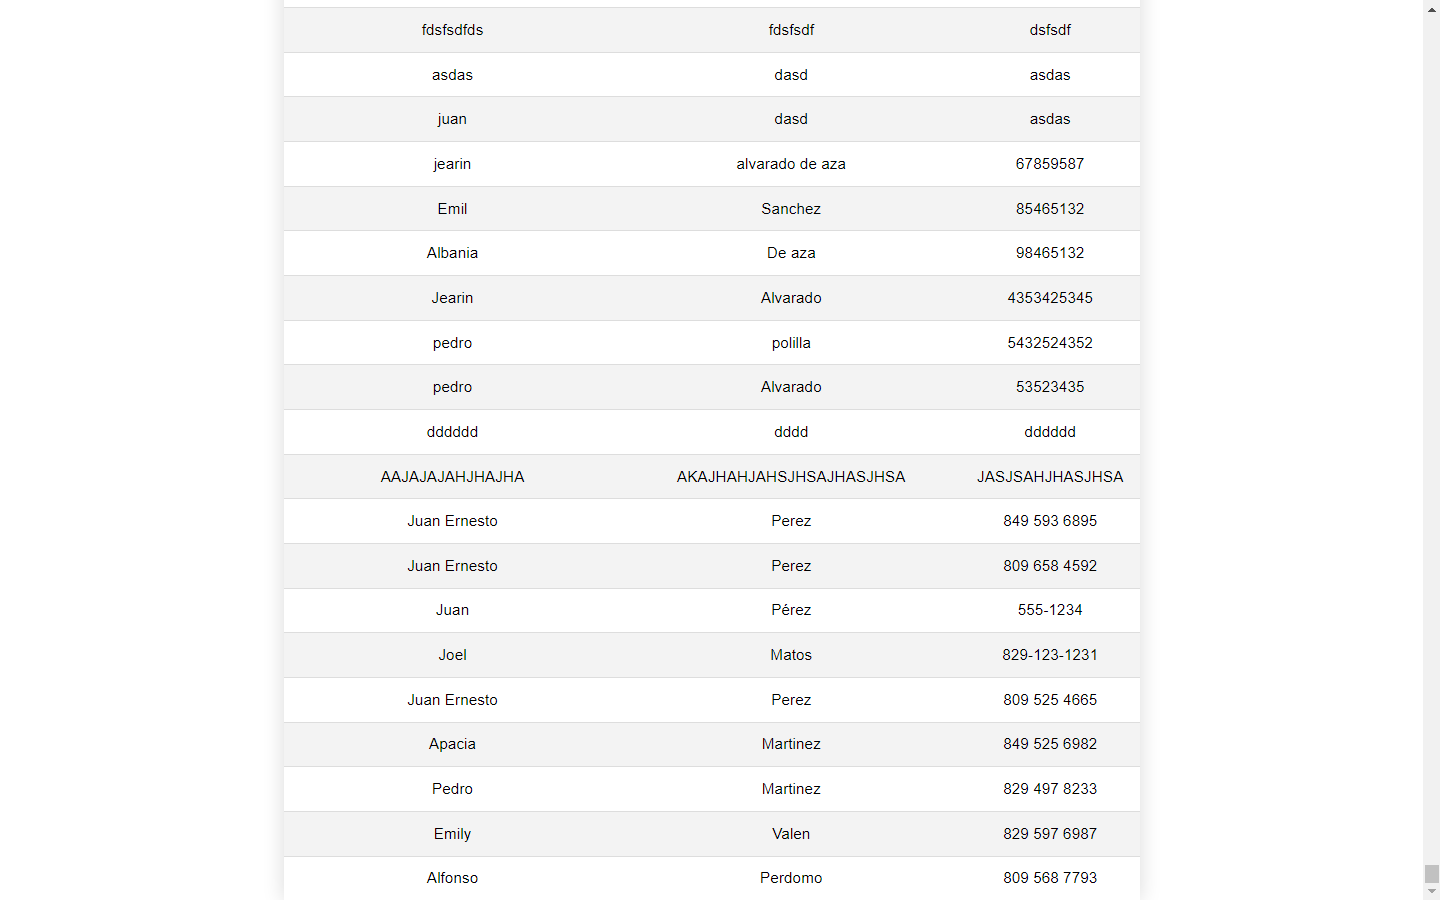 fdsfsdfds fdsfsdf dsfsdf
asdas dasd asdas
juan dasd asdas
jearin alvarado de aza 67859587
Emil Sanchez 85465132
Albania De aza 98465132
Jearin Alvarado 4353425345
pedro polilla 5432524352
pedro Alvarado 53523435
dddddd dddd dddddd
AAJAJAJAHJHAJHA AKAJHAHJAHSJHSAJHASJHSA JASJSAHJHASJHSA
Juan Ernesto Perez 849 593 6895
Juan Ernesto Perez 809 658 4592
Juan Pérez 555-1234
Joel Matos 829-123-1231
Juan Ernesto Perez 809 525 4665
Apacia Martinez 849 525 6982
Pedro Martinez 829 497 8233
Emily Valen 829 597 6987
Alfonso Perdomo 809 568 7793